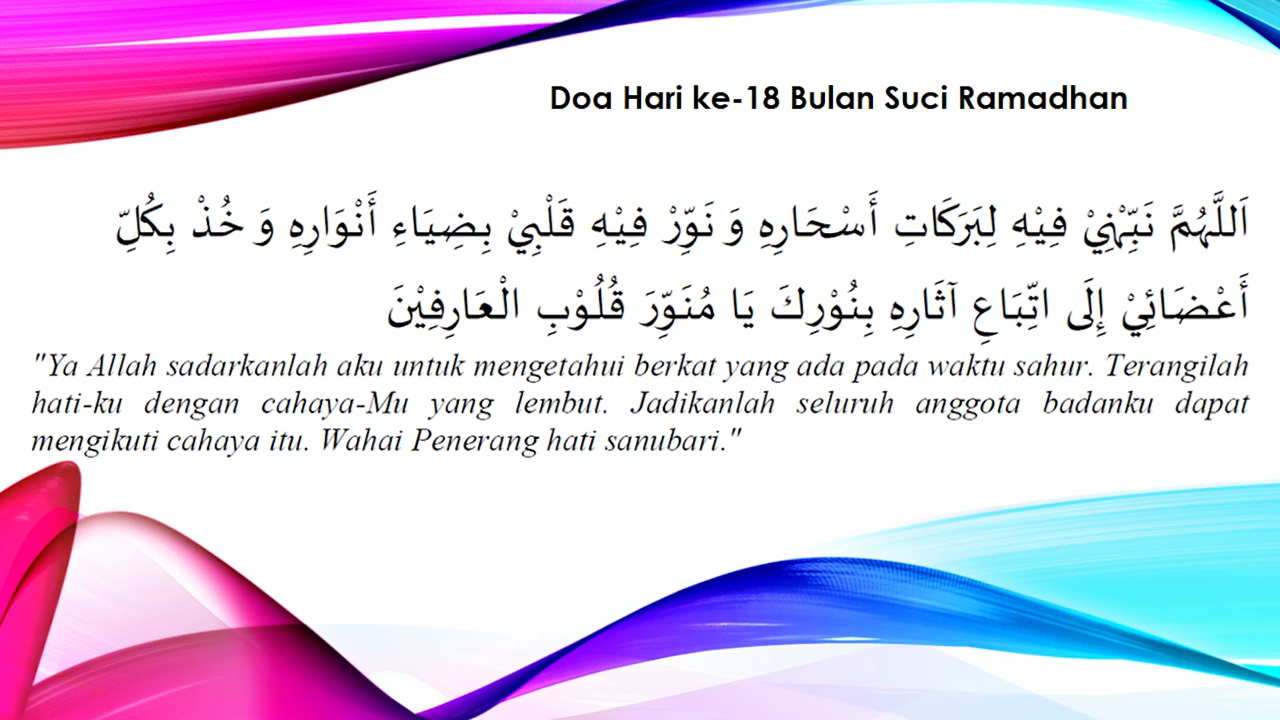 Doa Hari ke-18 Bulan Suci Ramadhan
اَللَّهُمَّ نَبِّهْنِيْ فِيْهِ لِبَرَكَاتِ أَسْحَارِهِ وَ نَوِّرْ فِيْهِ قَلْبِيْ بِضِيَاءِ أَنْوَارِهِ وَ خُذْ بِكُلِّ
أَعْضَائِيْ إِلَى اتِّبَاعِ آثَارِهِ بِنُوْرِكَ يَا مُنَوِّرَ قُلُوْبِ الْعَارِفِيْنَ
"Ya Allah sadarkanlah aku untuk mengetahui berkat yang ada pada waktu sahur. Terangilah
hati-ku dengan cahaya-Mu yang lembut. Jadikanlah seluruh anggota badanku dapat
mengikuti cahaya itu. Wahai Penerang hati sanubari."